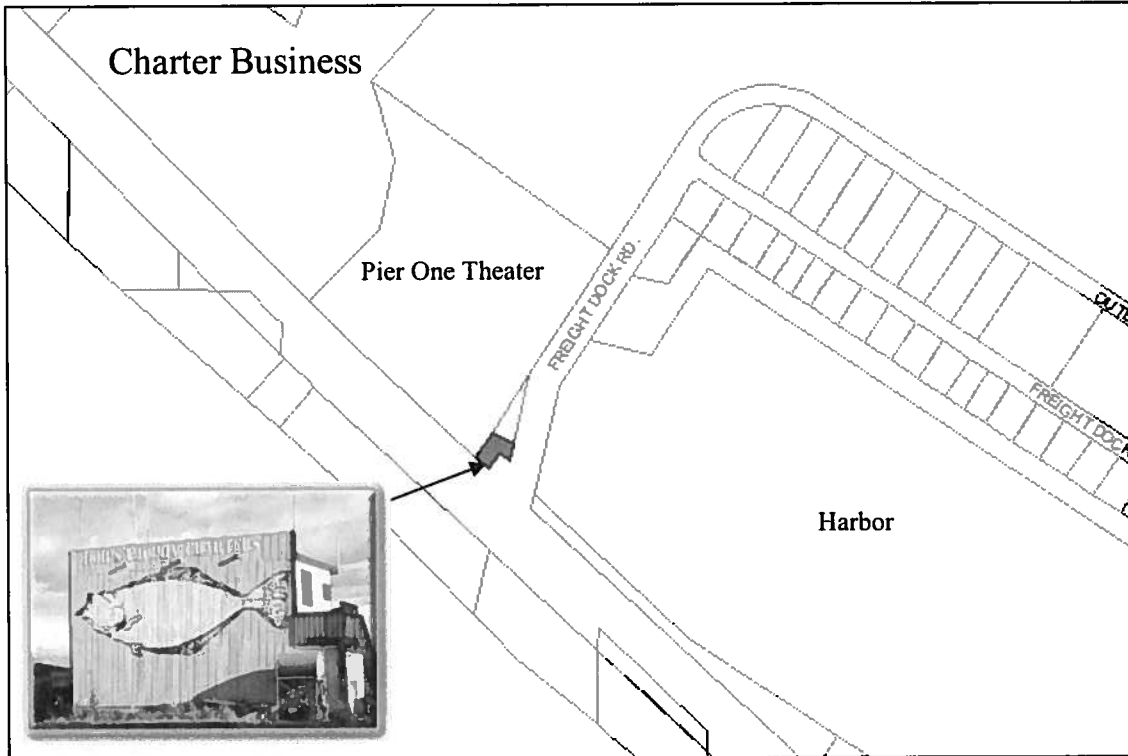 Charter Business
Pier One Theater
FREIGHT DOCK RD.
Harbor
FREIGHT DOCK